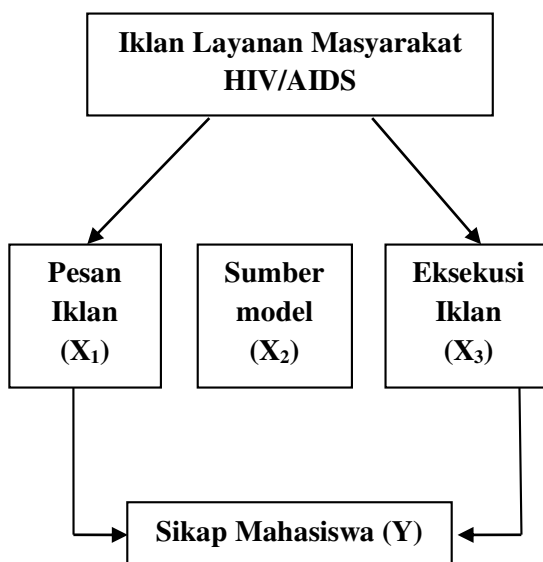 Iklan Layanan Masyarakat
HIV/AIDS
Pesan
Iklan
(X₁)
Sumber
model
(X₂)
Eksekusi
Iklan
(X₃)
Sikap Mahasiswa (Y)